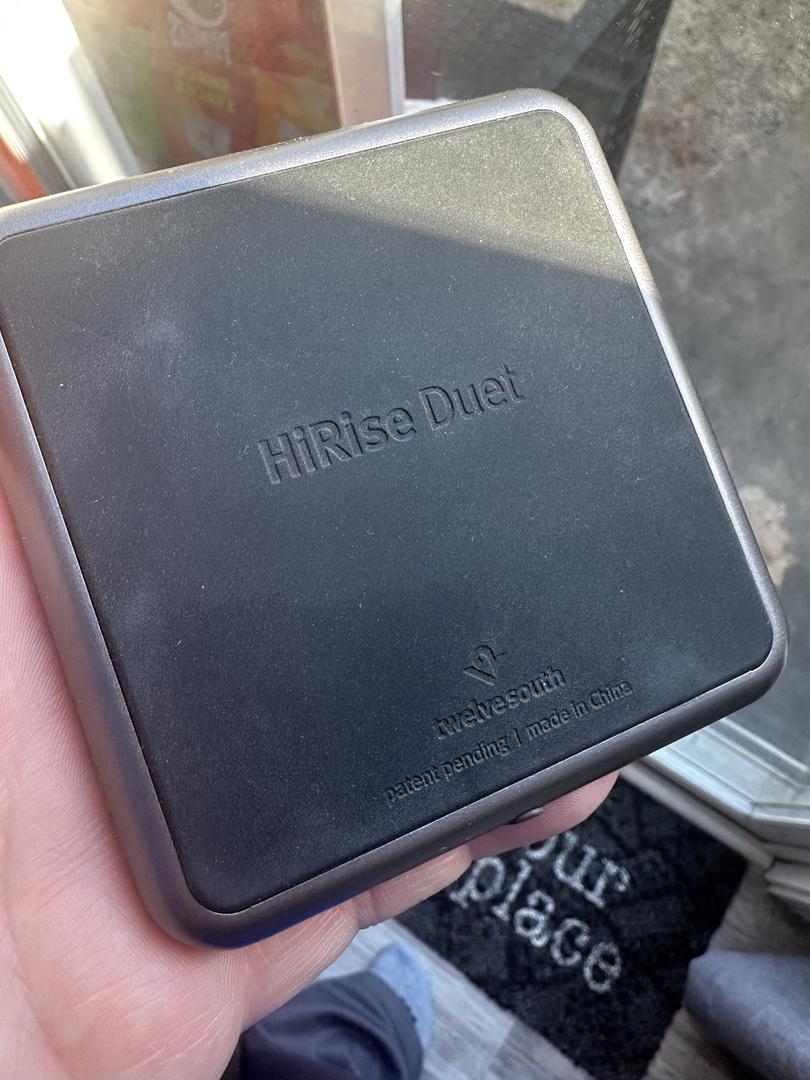 HiRise Duet
twelvesouth
patent pending | made in China
our
place